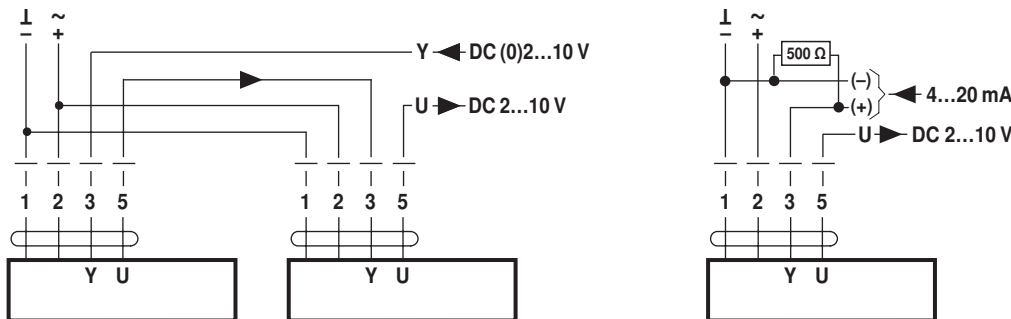 ⊥ ~
– +
Y DC (0)2…10 V
U DC 2…10 V
1 2 3 5
1 2 3 5
Y U
Y U
⊥ ~
– +
500 Ω
(–)
(+)
4…20 mA
U DC 2…10 V
1 2 3 5
Y U